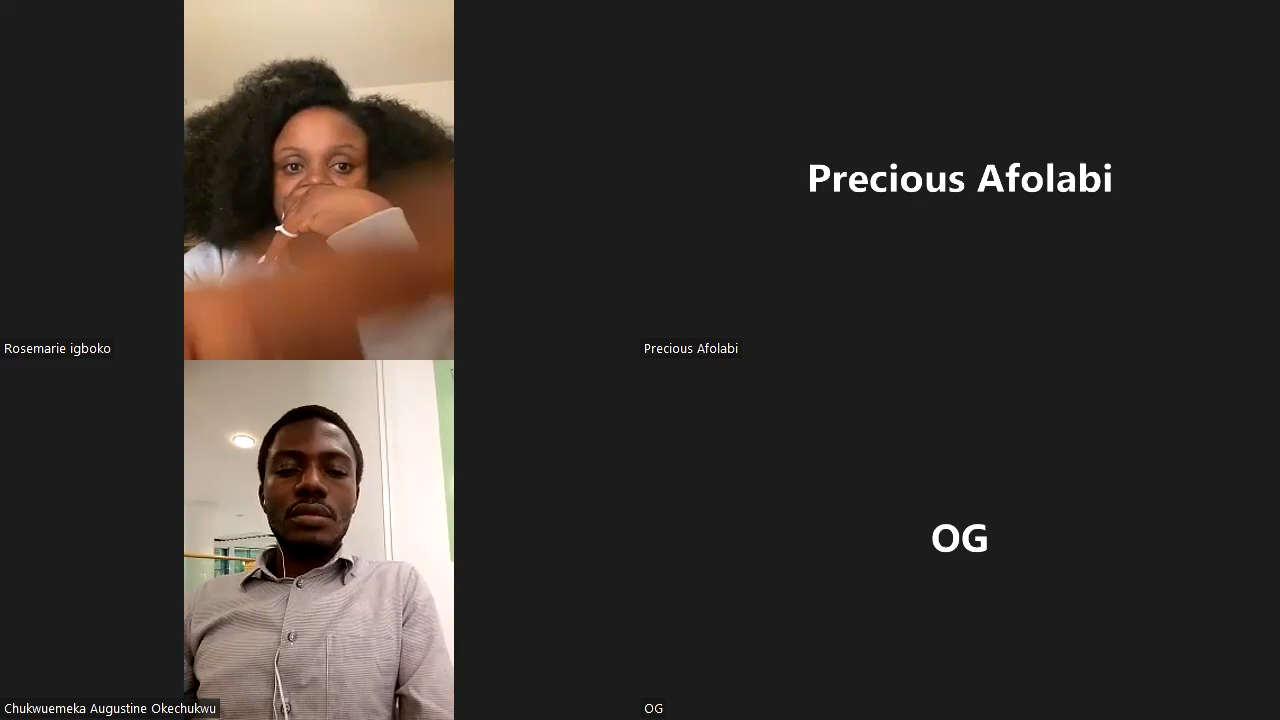 Precious Afolabi
Rosemarie igboko
Precious Afolabi
OG
Chukwuemeka Augustine Okechukwu
OG